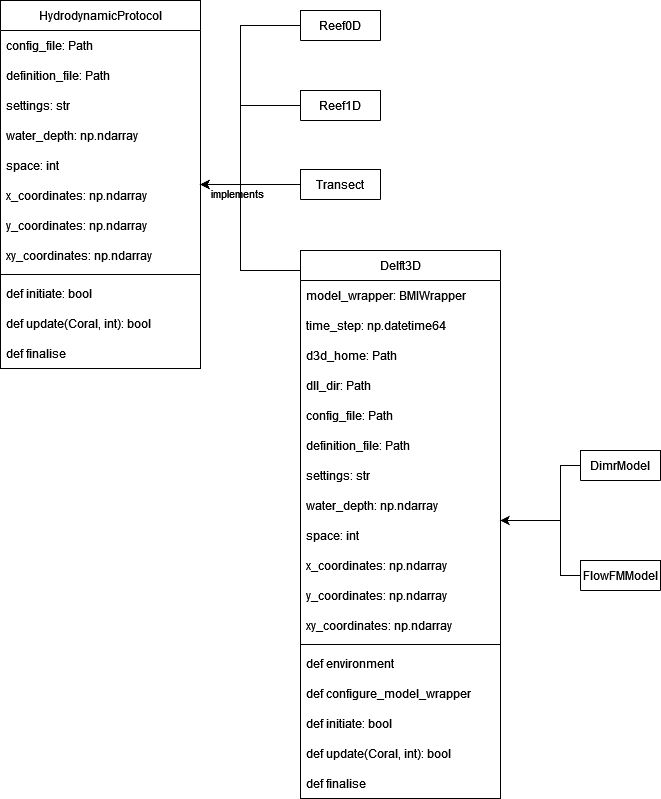 HydrodynamicProtocol
config_file: Path
definition_file: Path
settings: str
water_depth: np.ndarray
space: int
x_coordinates: np.ndarray
y_coordinates: np.ndarray
xy_coordinates: np.ndarray
def initiate: bool
def update(Coral, int): bool
def finalise
implements
Reef0D
Reef1D
Transect
Delft3D
model_wrapper: BMIWrapper
time_step: np.datetime64
d3d_home: Path
dll_dir: Path
config_file: Path
definition_file: Path
settings: str
water_depth: np.ndarray
space: int
x_coordinates: np.ndarray
y_coordinates: np.ndarray
xy_coordinates: np.ndarray
def environment
def configure_model_wrapper
def initiate: bool
def update(Coral, int): bool
def finalise
DimrModel
FlowFMModel